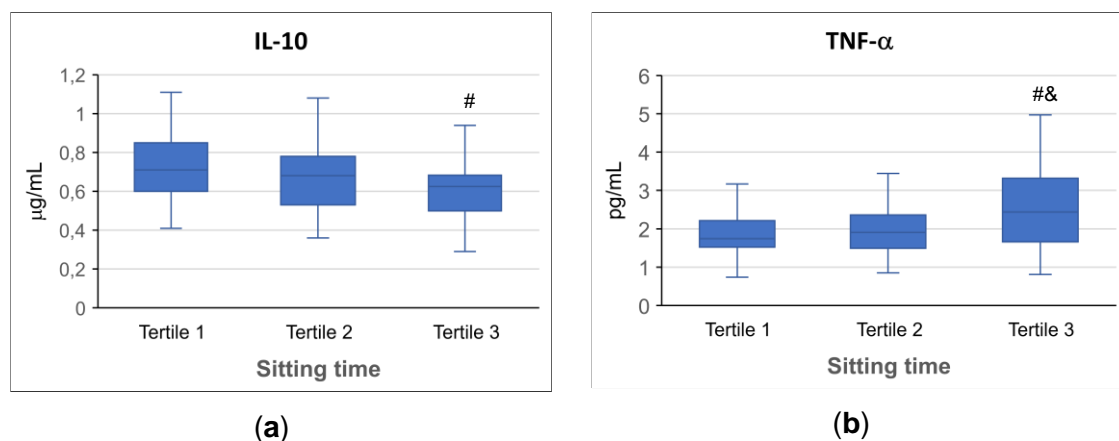 IL-10
1,2
1
0,8
0,6
0,4
0,2
0
μg/mL
#
Tertile 1
Tertile 2
Tertile 3
Sitting time
(a)
TNF-α
6
5
4
3
2
1
0
pg/mL
#&
Tertile 1
Tertile 2
Tertile 3
Sitting time
(b)